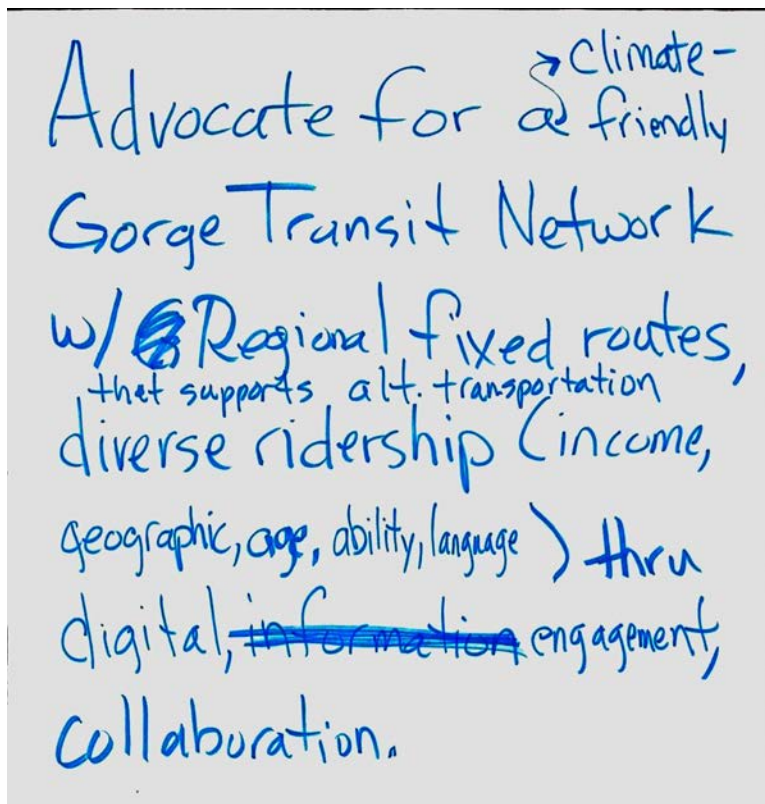 Advocate for a climate-
friendly
Gorge Transit Network
w/ Regional fixed routes,
that supports alt. transportation
diverse ridership (income,
geographic, age, ability, language) thru
digital, information engagement,
collaboration.